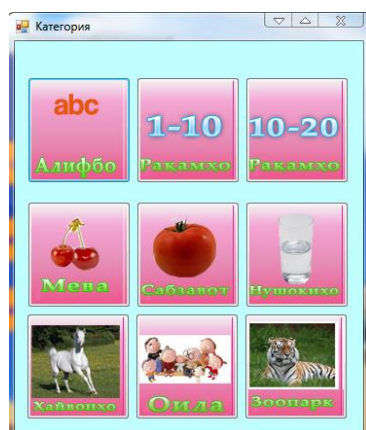 Категория
abc
Алифбо
1-10
Ракамхо
10-20
Ракамхо
Мева
Сабзавот
Нушокихо
Хайвонхо
Оила
Зоопарк